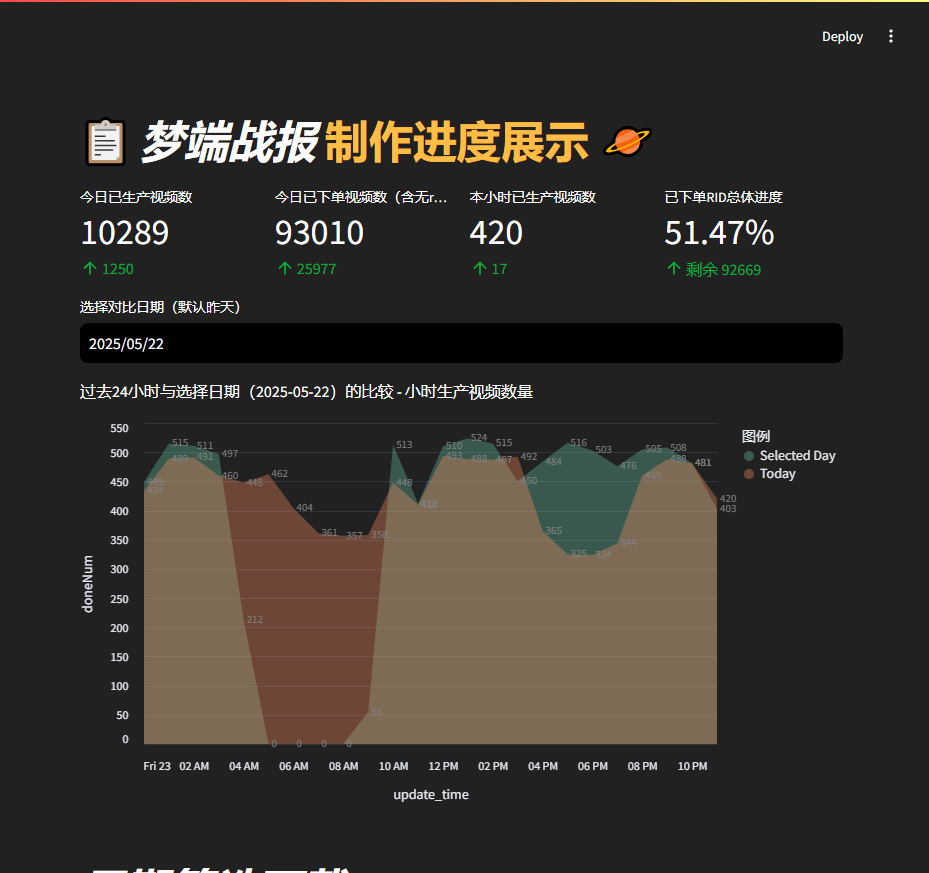 Deploy
梦端战报 制作进度展示
今日已生产视频数
10289
1250
今日已下单视频数（含无r...
93010
25977
本小时已生产视频数
420
17
已下单RID总体进度
51.47%
剩余 92669
选择对比日期（默认昨天）
2025/05/22
过去24小时与选择日期（2025-05-22）的比较 - 小时生产视频数量
图例
Selected Day
Today
doneNum
550
500
450
400
350
300
250
200
150
100
50
0
515 511 497
491
460 448 462 404 361 357 358
212
0 0 0 0
513 448
510 524 515
493 488 487 492
450 484 516 503 476 505 508
365 325 324 344 460
481
420
403
Fri 23 02 AM 04 AM 06 AM 08 AM 10 AM 12 PM 02 PM 04 PM 06 PM 08 PM 10 PM
update_time